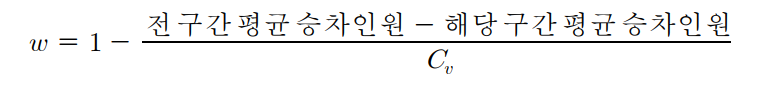 w = 1 - \frac{전 구간 평균 승차인원 - 해당 구간 평균 승차인원}{C_v}